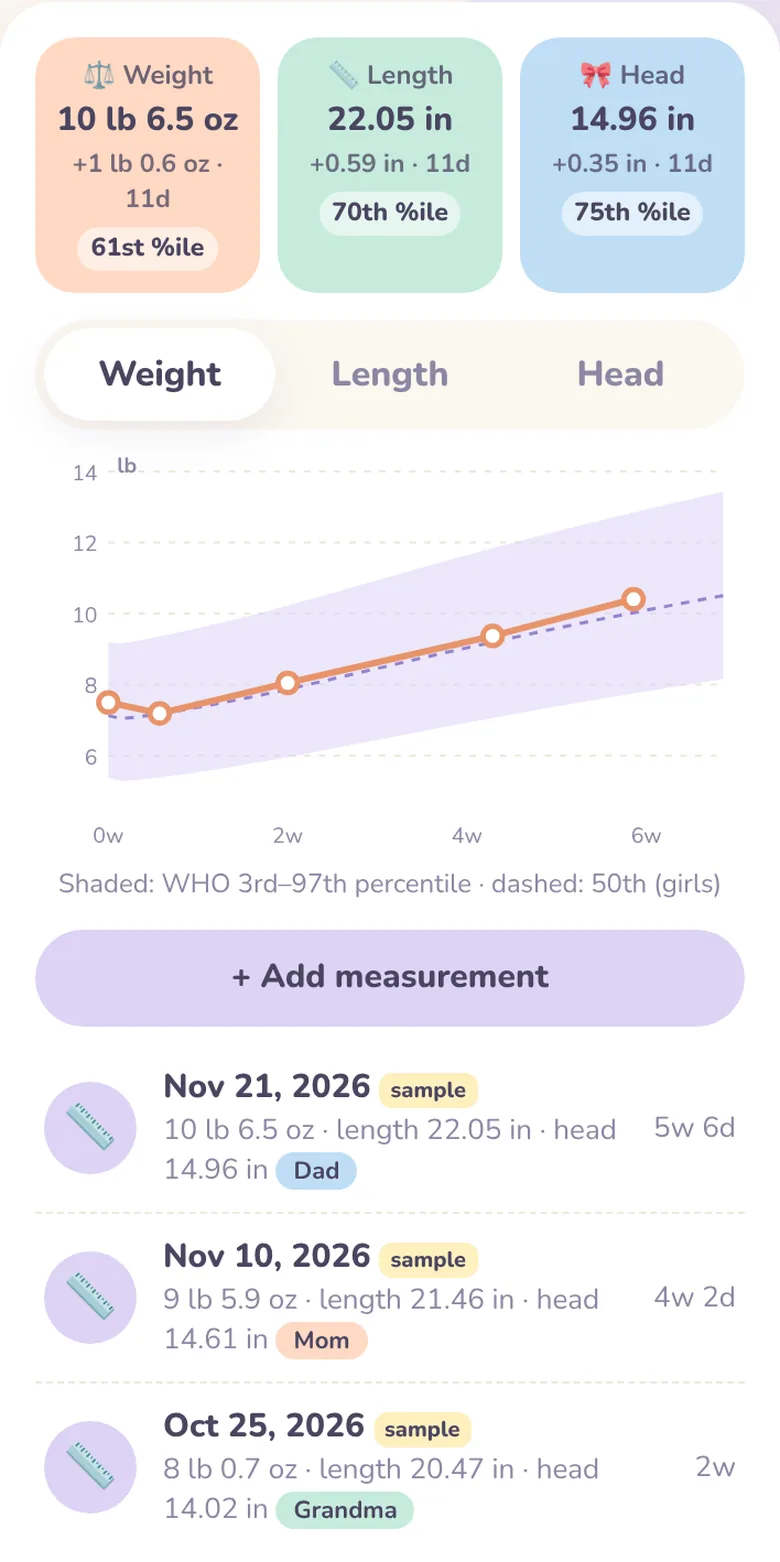 ⚖️ Weight
10 lb 6.5 oz
+1 lb 0.6 oz ·
11d
61st %ile
📏 Length
22.05 in
+0.59 in · 11d
70th %ile
🎀 Head
14.96 in
+0.35 in · 11d
75th %ile
Weight Length Head
lb
14
12
10
8
6
0w 2w 4w 6w
Shaded: WHO 3rd–97th percentile · dashed: 50th (girls)
+ Add measurement
Nov 21, 2026 sample
10 lb 6.5 oz · length 22.05 in · head
14.96 in Dad
5w 6d
Nov 10, 2026 sample
9 lb 5.9 oz · length 21.46 in · head
14.61 in Mom
4w 2d
Oct 25, 2026 sample
8 lb 0.7 oz · length 20.47 in · head
14.02 in Grandma
2w